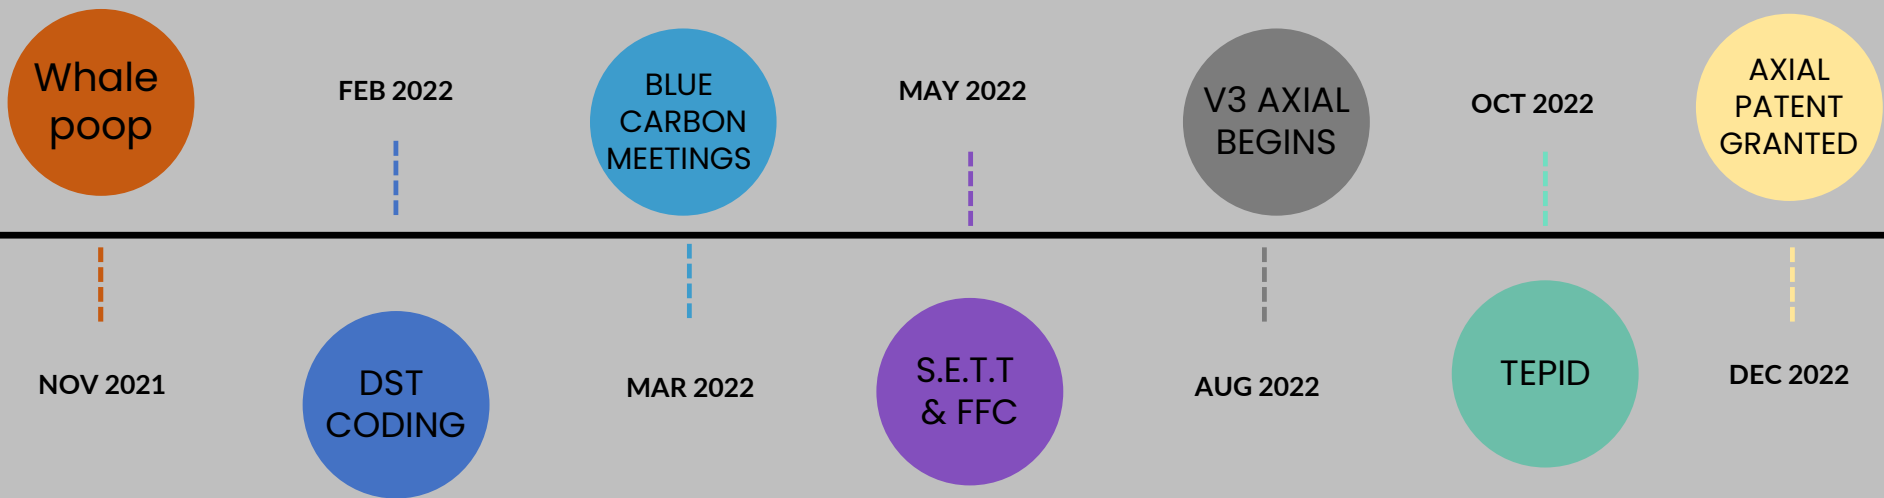 Whale
poop
NOV 2021
FEB 2022
DST
CODING
BLUE
CARBON
MEETINGS
MAR 2022
MAY 2022
S.E.T.T
& FFC
V3 AXIAL
BEGINS
AUG 2022
OCT 2022
TEPID
AXIAL
PATENT
GRANTED
DEC 2022